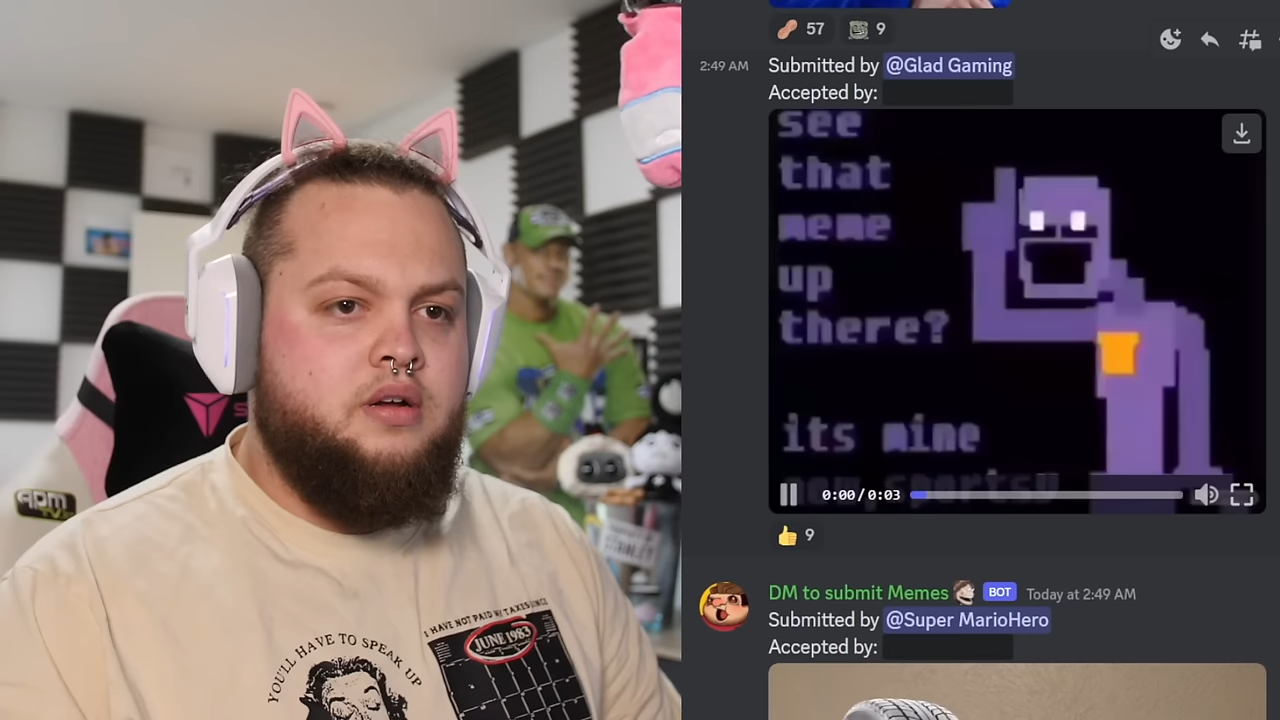 57
9
2:49 AM
Submitted by @Glad Gaming
Accepted by:
see
that
meme
up
there?
its mine
now, sportsy
0:00/0:03
9
DM to submit Memes
BOT
Today at 2:49 AM
Submitted by @Super MarioHero
Accepted by:
YOU'LL HAVE TO SPEAK UP
I HAVE NOT PAID MY TAXES SINCE
JUNE 1983